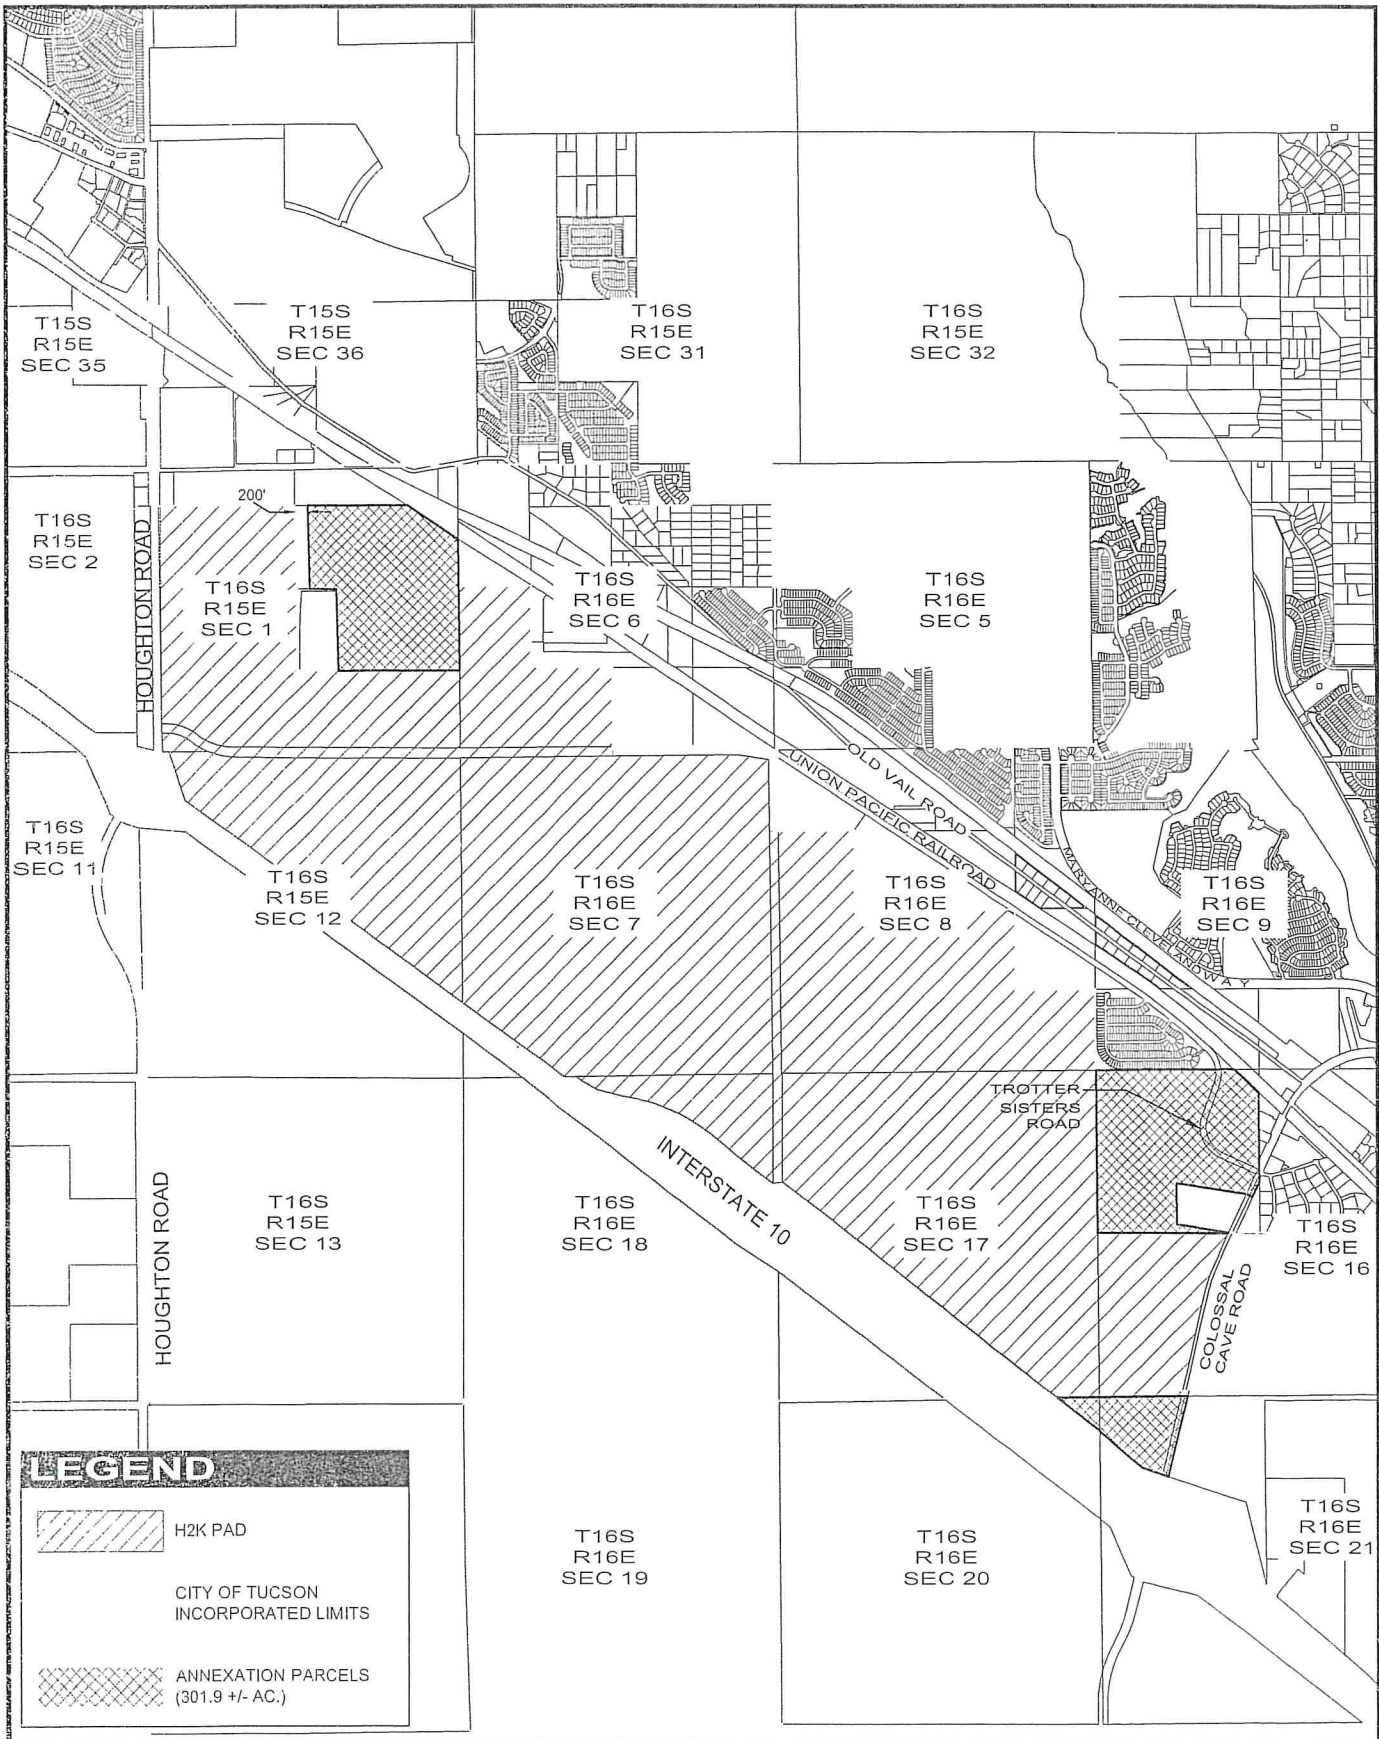 T15S
R15E
SEC 35
T15S
R15E
SEC 36
T16S
R15E
SEC 31
T16S
R15E
SEC 32
200'
T16S
R15E
SEC 2
HOUGHTON ROAD
T16S
R15E
SEC 1
T16S
R16E
SEC 6
T16S
R16E
SEC 5
OLD VAIL ROAD
UNION PACIFIC RAILROAD
MARY ANNE CLEVELAND WAY
T16S
R15E
SEC 11
T16S
R15E
SEC 12
T16S
R16E
SEC 7
T16S
R16E
SEC 8
T16S
R16E
SEC 9
TROTTER
SISTERS
ROAD
INTERSTATE 10
HOUGHTON ROAD
T16S
R15E
SEC 13
T16S
R16E
SEC 18
T16S
R16E
SEC 17
T16S
R16E
SEC 16
COLOSSAL
CAVE ROAD
T16S
R16E
SEC 19
T16S
R16E
SEC 20
T16S
R16E
SEC 21
LEGEND
H2K PAD
CITY OF TUCSON
INCORPORATED LIMITS
ANNEXATION PARCELS
(301.9 +/- AC.)